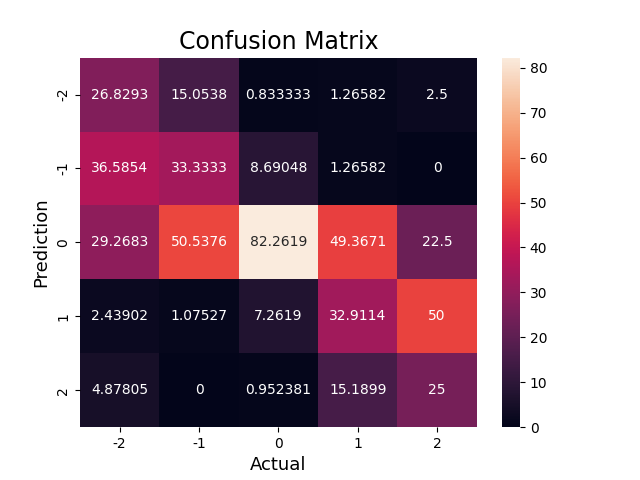 Confusion Matrix
-2 26.8293 15.0538 0.833333 1.26582 2.5
-1 36.5854 33.3333 8.69048 1.26582 0
0 29.2683 50.5376 82.2619 49.3671 22.5
1 2.43902 1.07527 7.2619 32.9114 50
2 4.87805 0 0.952381 15.1899 25
-2 -1 0 1 2
Actual
Prediction
80
70
60
50
40
30
20
10
0